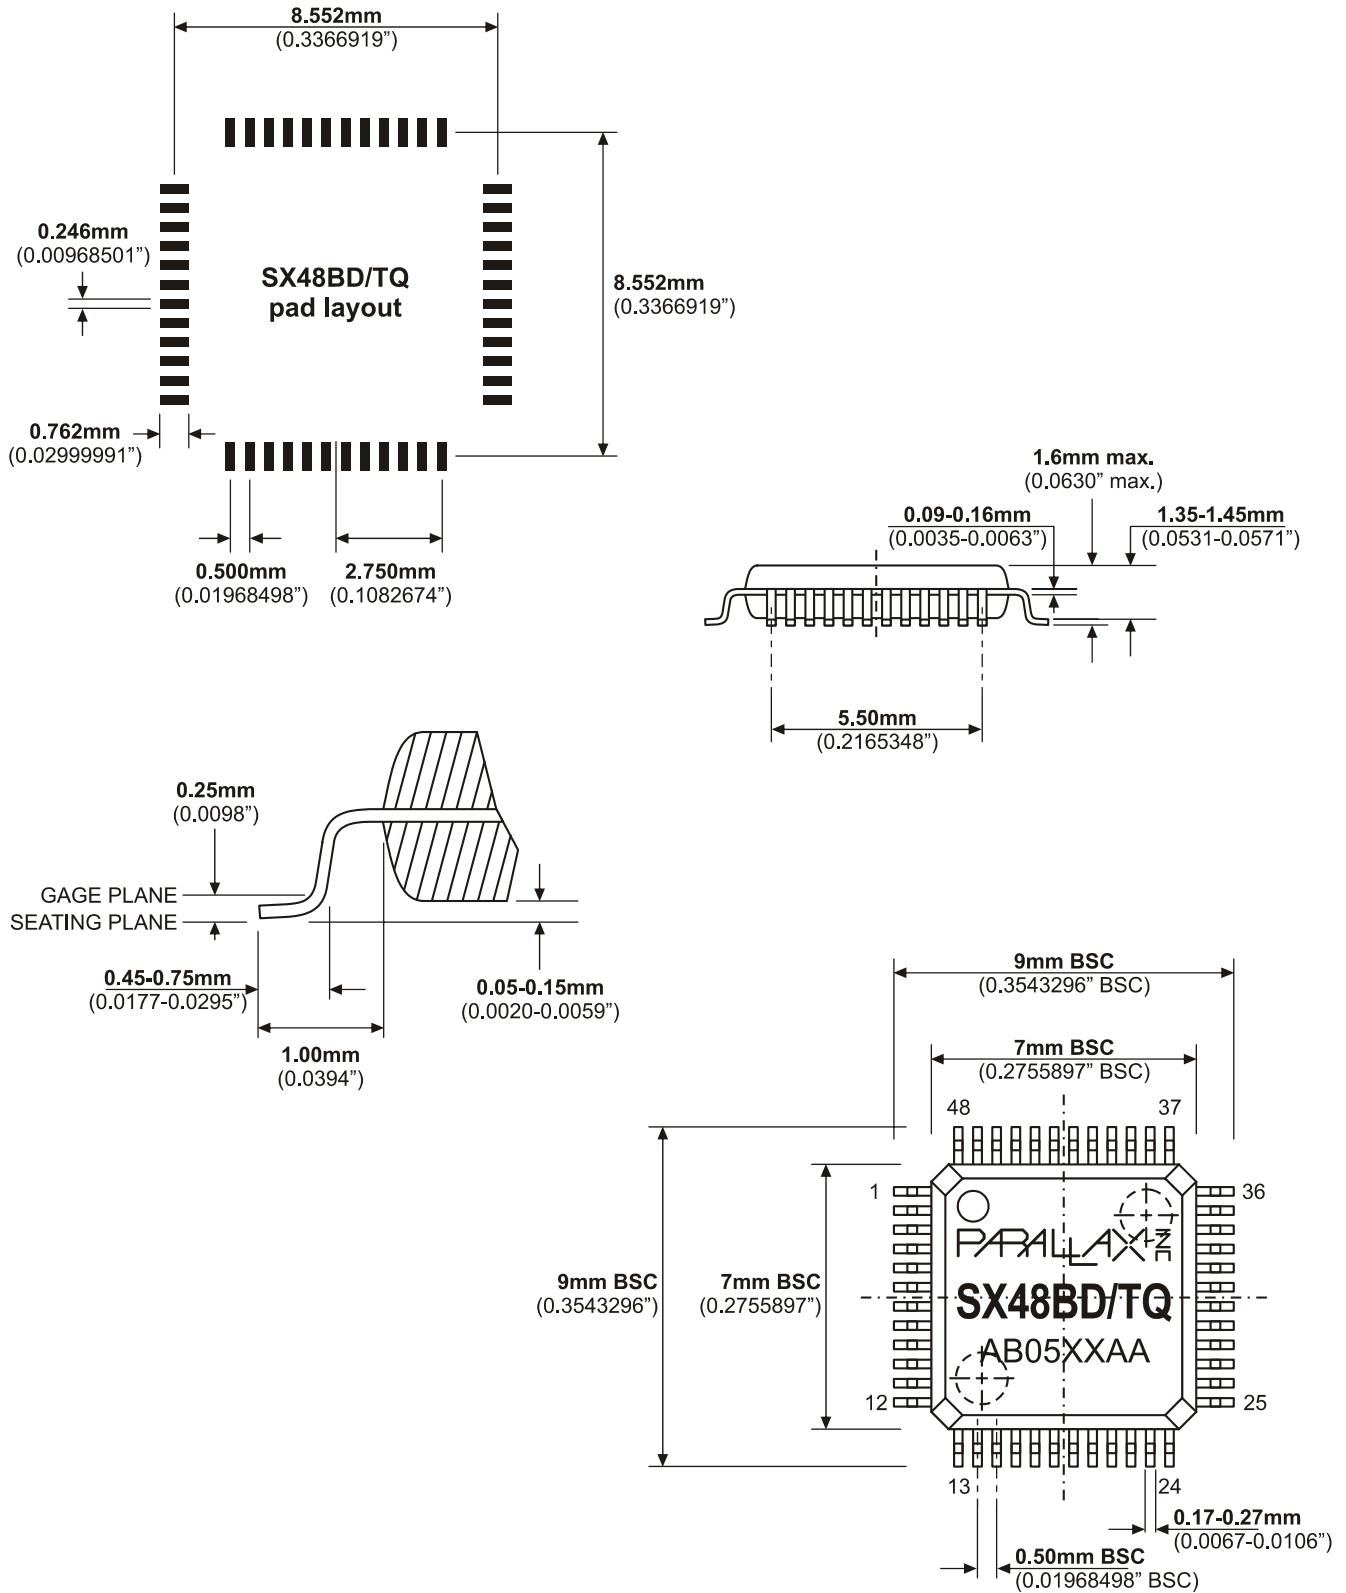 8.552mm
(0.3366919”)
0.246mm
(0.00968501”)
SX48BD/TQ
pad layout
8.552mm
(0.3366919”)
0.762mm
(0.02999991”)
0.500mm
(0.01968498”)
2.750mm
(0.1082674”)
1.6mm max.
(0.0630” max.)
0.09-0.16mm
(0.0035-0.0063”)
1.35-1.45mm
(0.0531-0.0571”)
5.50mm
(0.2165348”)
0.25mm
(0.0098”)
GAGE PLANE
SEATING PLANE
0.45-0.75mm
(0.0177-0.0295”)
0.05-0.15mm
(0.0020-0.0059”)
1.00mm
(0.0394”)
9mm BSC
(0.3543296” BSC)
7mm BSC
(0.2755897” BSC)
48
37
1
36
PARALLAX INC
9mm BSC
(0.3543296”)
7mm BSC
(0.2755897”)
SX48BD/TQ
AB05XXAA
12
25
13
24
0.17-0.27mm
(0.0067-0.0106”)
0.50mm BSC
(0.01968498” BSC)